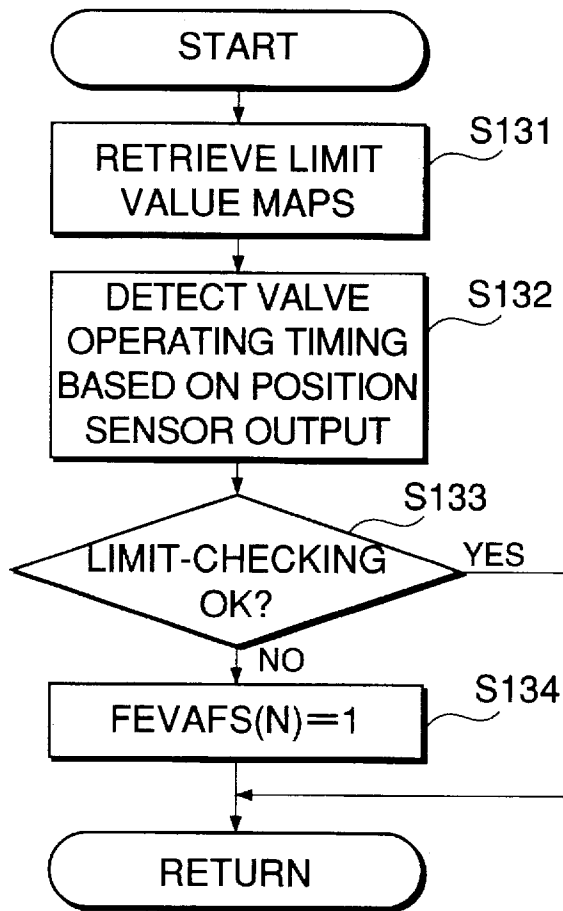 START
S131
RETRIEVE LIMIT
VALUE MAPS
S132
DETECT VALVE
OPERATING TIMING
BASED ON POSITION
SENSOR OUTPUT
S133
LIMIT-CHECKING
OK?
YES
NO
S134
FEVAFS(N)=1
RETURN